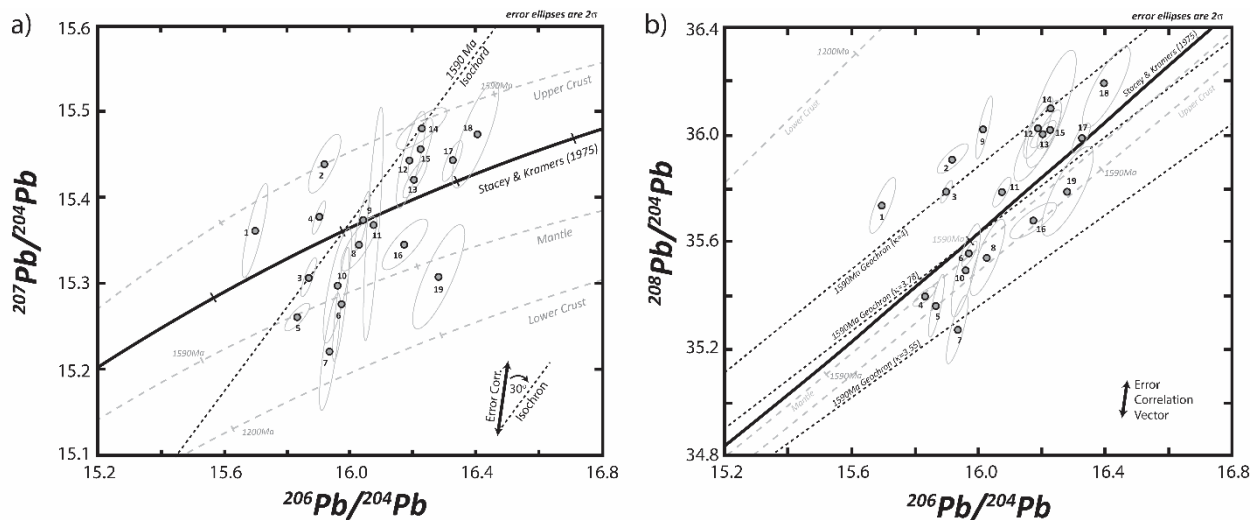 a)
error ellipses are 2σ
15.6
15.5
15.4
15.3
15.2
15.1
²⁰⁷Pb/²⁰⁴Pb
15.2
15.6
16.0
16.4
16.8
²⁰⁶Pb/²⁰⁴Pb
1590 Ma
Isochord
1590Ma
Upper Crust
Stacey & Kramers (1975)
Mantle
1590Ma
Lower Crust
1200Ma
Error Corr.
30°
Isochron
1
2
3
4
5
6
7
8
9
10
11
12
13
14
15
16
17
18
19
b)
error ellipses are 2σ
36.4
36.0
35.6
35.2
34.8
²⁰⁸Pb/²⁰⁴Pb
15.2
15.6
16.0
16.4
16.8
²⁰⁶Pb/²⁰⁴Pb
1200Ma
Lower Crust
Stacey & Kramers (1975)
Upper Crust
1590Ma
1590Ma Geochron (κ=4)
1590Ma
1590Ma Geochron (κ=3.78)
1590Ma
Mantle
1590Ma Geochron (κ=3.55)
Error
Correlation
Vector
1
2
3
4
5
6
7
8
9
10
11
12
13
14
15
16
17
18
19